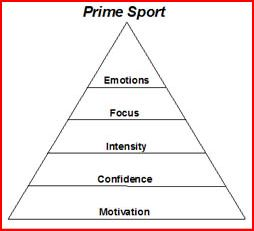 Prime Sport
Emotions
Focus
Intensity
Confidence
Motivation